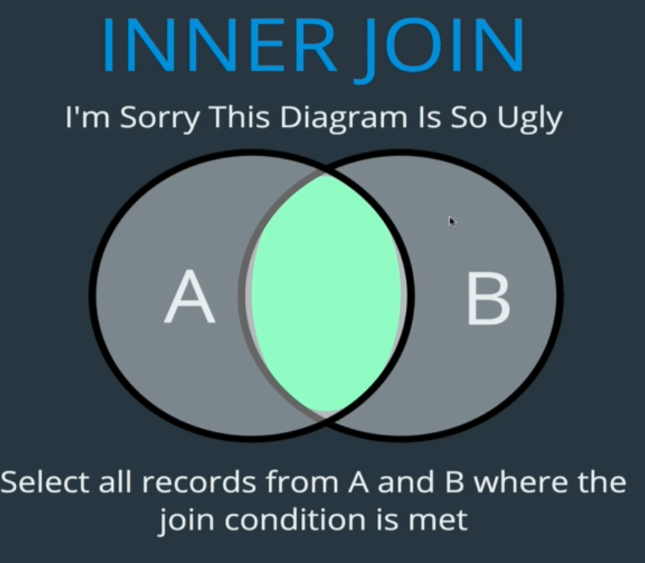 INNER JOIN
I'm Sorry This Diagram Is So Ugly
A
B
Select all records from A and B where the
join condition is met